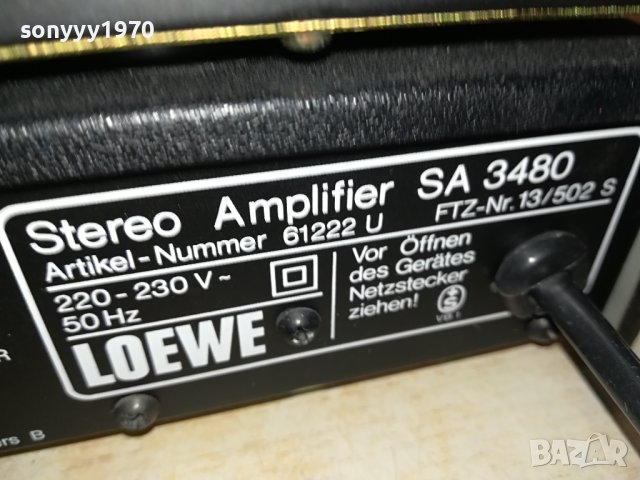 sonyyy1970
Stereo Amplifier SA 3480
Artikel-Nummer 61222 U
FTZ-Nr. 13/502 S
220 - 230 V ~
50 Hz
LOEWE
Vor Öffnen
des Gerätes
Netzstecker
ziehen!
R
ers B
BAZAR